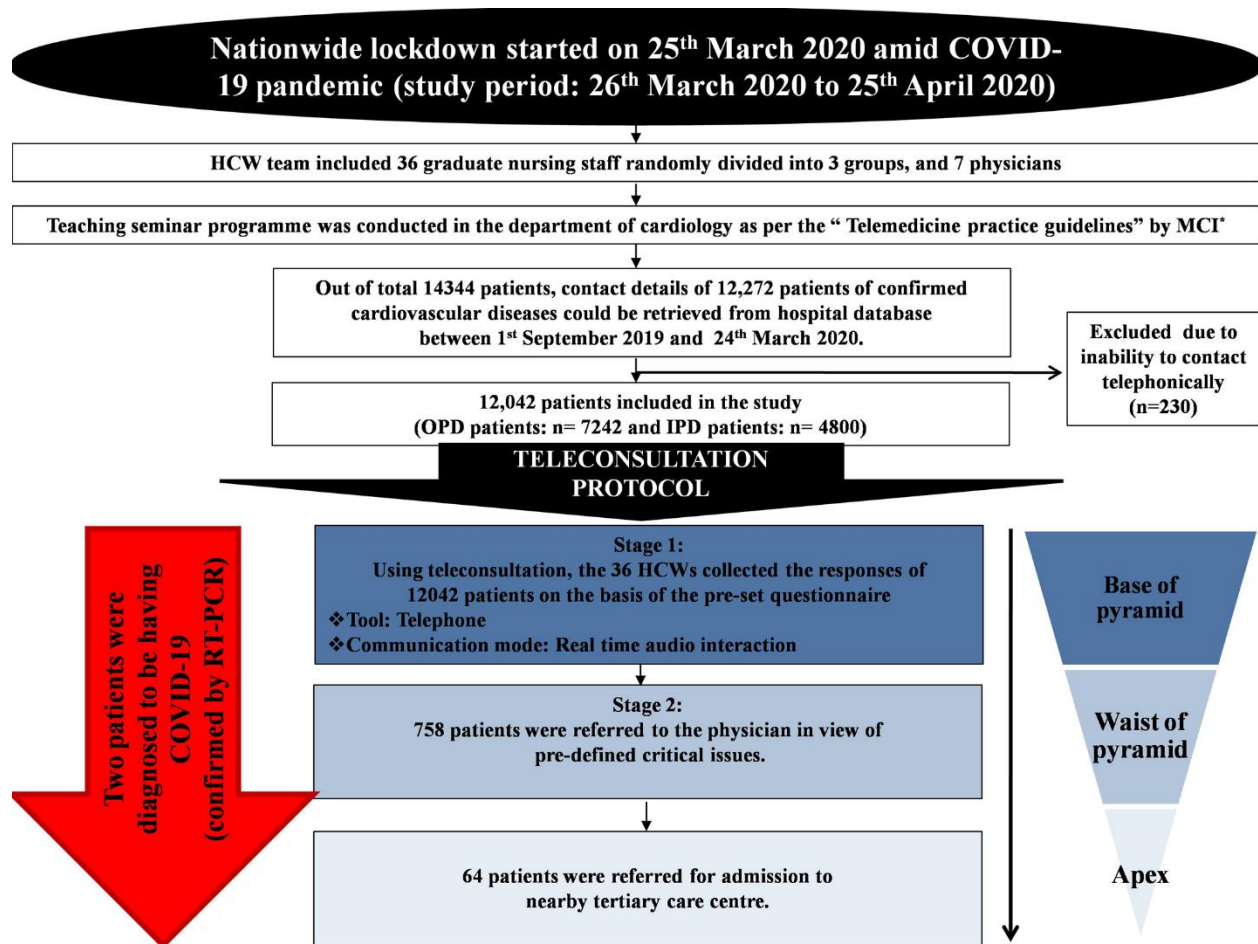 Nationwide lockdown started on 25th March 2020 amid COVID-
19 pandemic (study period: 26th March 2020 to 25th April 2020)
HCW team included 36 graduate nursing staff randomly divided into 3 groups, and 7 physicians
Teaching seminar programme was conducted in the department of cardiology as per the “ Telemedicine practice guidelines” by MCI*
Out of total 14344 patients, contact details of 12,272 patients of confirmed
cardiovascular diseases could be retrieved from hospital database
between 1st September 2019 and 24th March 2020.
Excluded due to
inability to contact
telephonically
(n=230)
12,042 patients included in the study
(OPD patients: n= 7242 and IPD patients: n= 4800)
TELECONSULTATION
PROTOCOL
Two patients were
diagnosed to be having
COVID-19
(confirmed by RT-PCR)
Stage 1:
Using teleconsultation, the 36 HCWs collected the responses of
12042 patients on the basis of the pre-set questionnaire
❖Tool: Telephone
❖Communication mode: Real time audio interaction
Base of
pyramid
Stage 2:
758 patients were referred to the physician in view of
pre-defined critical issues.
Waist of
pyramid
64 patients were referred for admission to
nearby tertiary care centre.
Apex